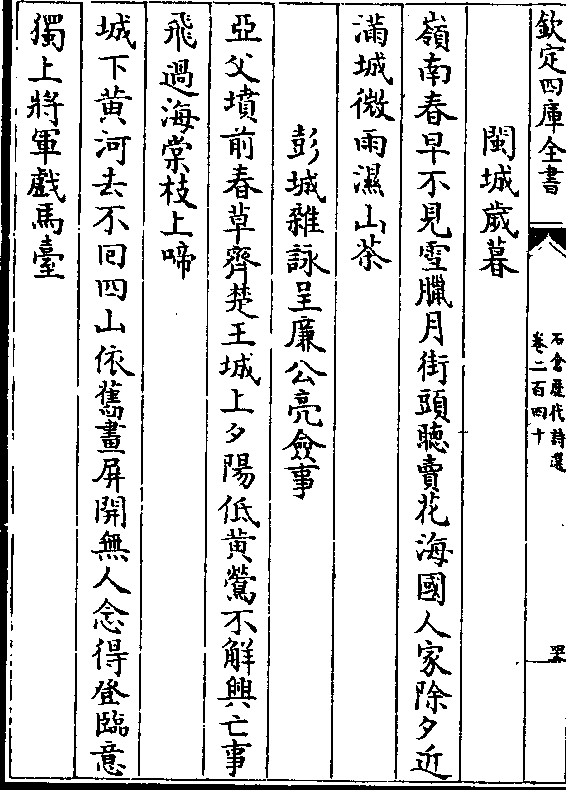 欽定四庫全書
石倉歷代詩選
卷二百四十
閩城歲暮
嶺南春早不見雪臘月街頭聽賣花海國人家除夕近
滿城微雨濕山茶
彭城雜詠呈廉公亮僉事
亞父墳前春草齊楚王城上夕陽低黄鶯不解興亡事
飛過海棠枝上啼
城下黄河去不囘四山依舊畫屏開無人念得登臨意
獨上將軍戲馬臺